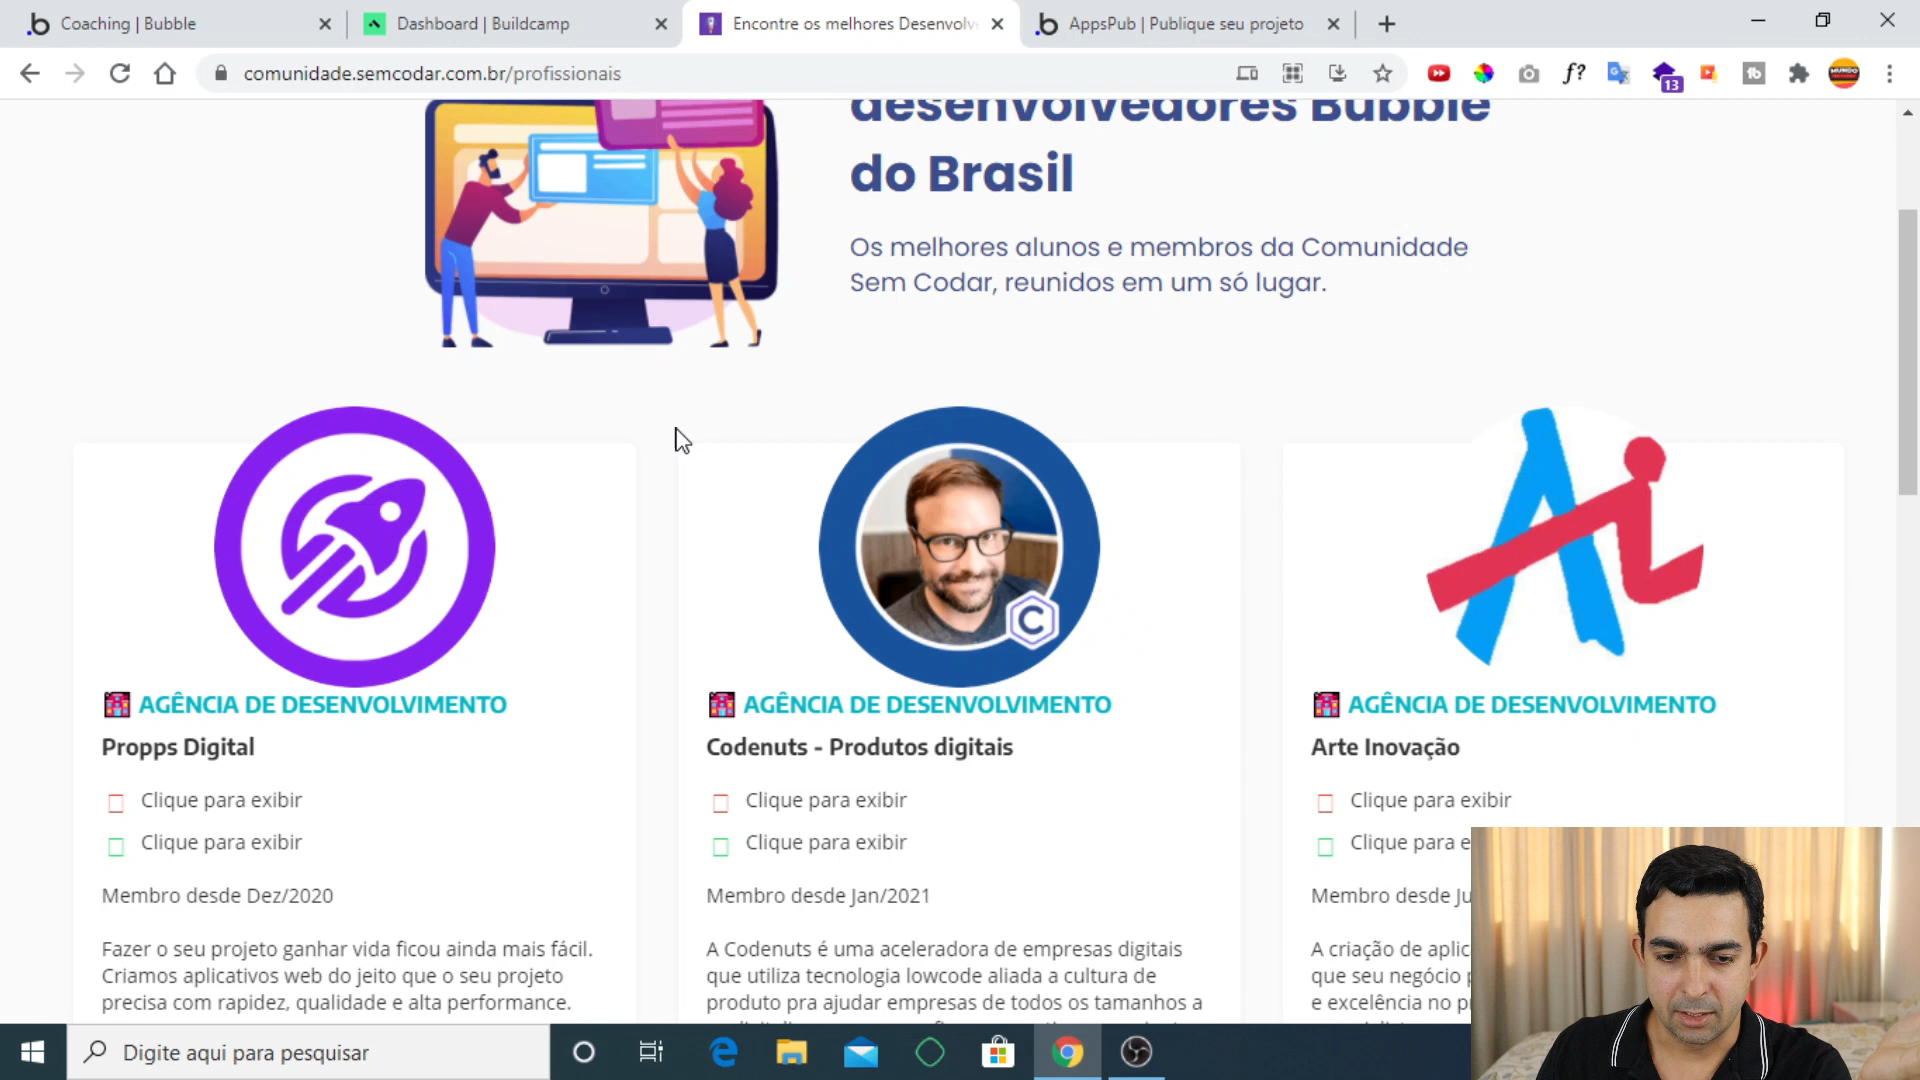 Coaching | Bubble
Dashboard | Buildcamp
Encontre os melhores Desenvolv
AppsPub | Publique seu projeto
comunidade.semcodar.com.br/profissionais
13
desenvolvedores Bubble
do Brasil
Os melhores alunos e membros da Comunidade
Sem Codar, reunidos em um só lugar.
AGÊNCIA DE DESENVOLVIMENTO
Propps Digital
Clique para exibir
Clique para exibir
Membro desde Dez/2020
Fazer o seu projeto ganhar vida ficou ainda mais fácil.
Criamos aplicativos web do jeito que o seu projeto
precisa com rapidez, qualidade e alta performance.
AGÊNCIA DE DESENVOLVIMENTO
Codenuts - Produtos digitais
Clique para exibir
Clique para exibir
Membro desde Jan/2021
A Codenuts é uma aceleradora de empresas digitais
que utiliza tecnologia lowcode aliada a cultura de
produto pra ajudar empresas de todos os tamanhos a
AGÊNCIA DE DESENVOLVIMENTO
Arte Inovação
Clique para exibir
Clique para e
Membro desde Ju
A criação de aplic
que seu negócio p
e excelência no pr
Digite aqui para pesquisar